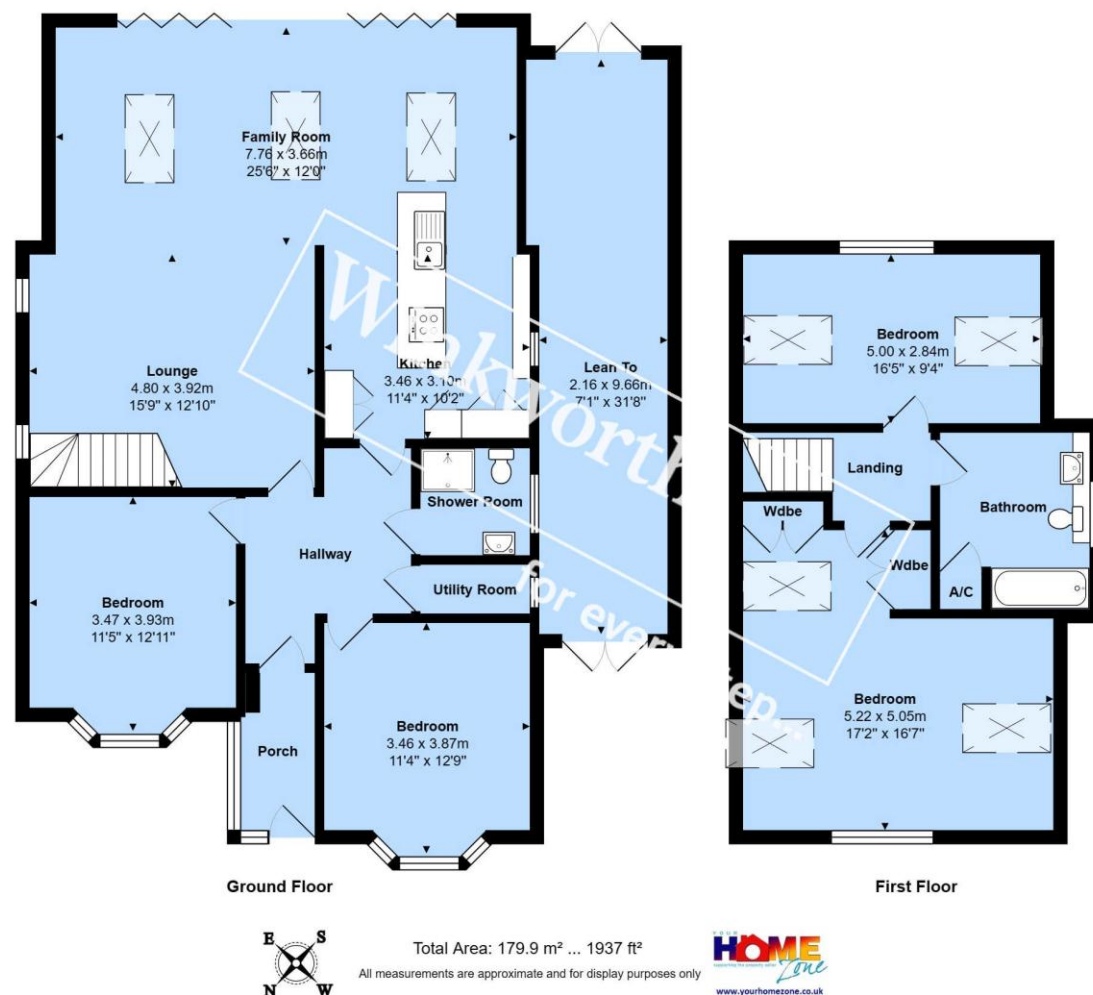 Family Room
7.76 x 3.66m
25'6" x 12'0"
Lounge
4.80 x 3.92m
15'9" x 12'10"
Kitchen
3.46 x 3.10m
11'4" x 10'2"
Lean To
2.16 x 9.66m
7'1" x 31'8"
Shower Room
Hallway
Utility Room
Bedroom
3.47 x 3.93m
11'5" x 12'11"
Bedroom
3.46 x 3.87m
11'4" x 12'9"
Porch
Ground Floor
Bedroom
5.00 x 2.84m
16'5" x 9'4"
Landing
Bathroom
Wdbe
Wdbe
A/C
Bedroom
5.22 x 5.05m
17'2" x 16'7"
First Floor
Winkworth
for every step...
E S
N W
Total Area: 179.9 m² ... 1937 ft²
All measurements are approximate and for display purposes only
YOUR
HOME
Zone
www.yourhomezone.co.uk